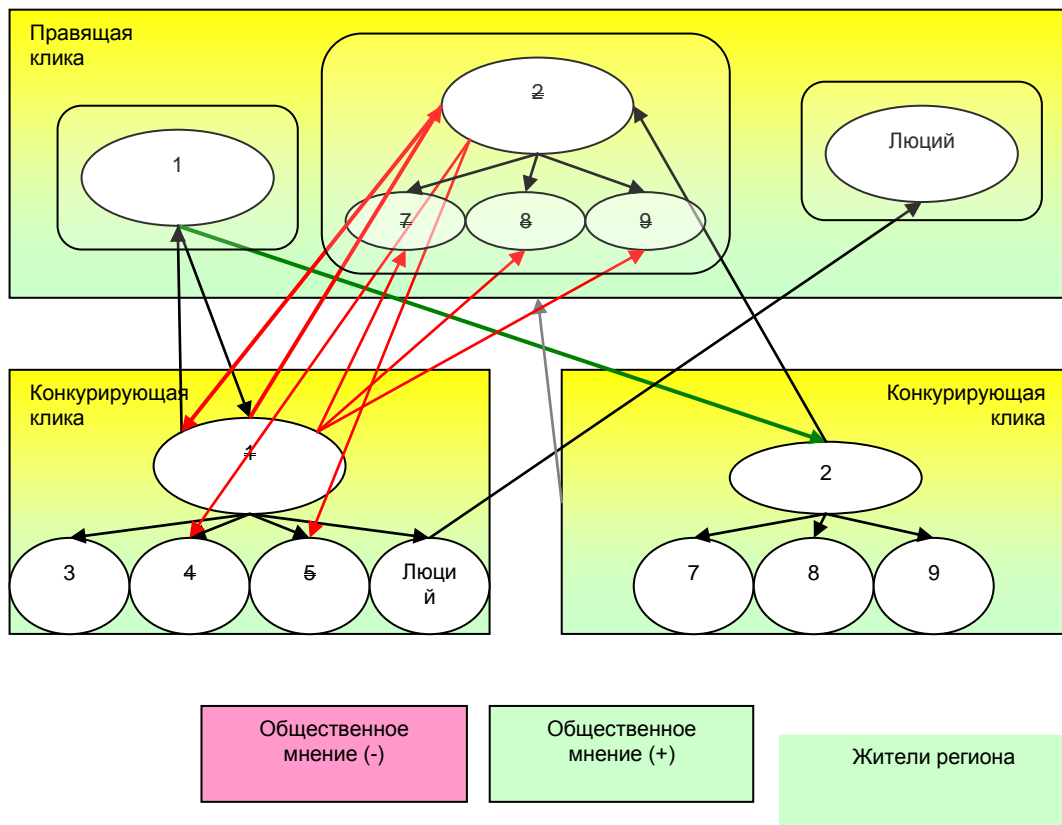 Правящая
клика
2
1
Люций
7
8
9
Конкурирующая
клика
1
3
4
5
Люци
й
Конкурирующая
клика
2
7
8
9
Общественное
мнение (-)
Общественное
мнение (+)
Жители региона